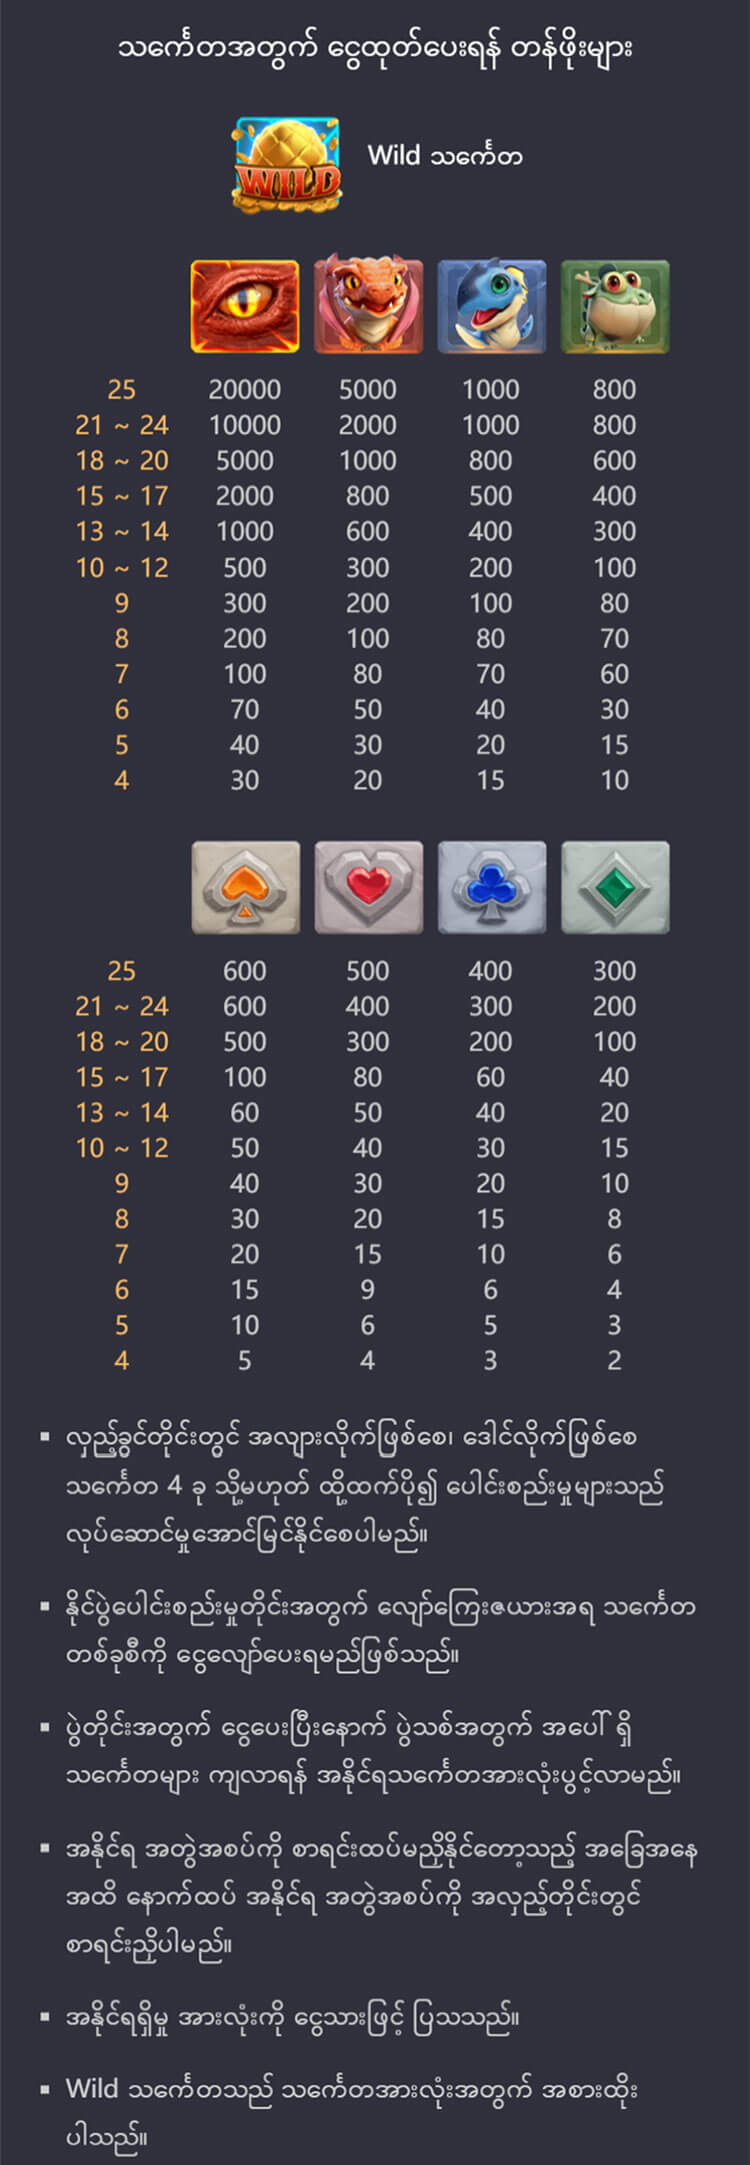 သင်္ကေတအတွက် ငွေထုတ်ပေးရန် တန်ဖိုးများ
WILD
Wild သင်္ကေတ
25 20000 5000 1000 800
21 ~ 24 10000 2000 1000 800
18 ~ 20 5000 1000 800 600
15 ~ 17 2000 800 500 400
13 ~ 14 1000 600 400 300
10 ~ 12 500 300 200 100
9 300 200 100 80
8 200 100 80 70
7 100 80 70 60
6 70 50 40 30
5 40 30 20 15
4 30 20 15 10
25 600 500 400 300
21 ~ 24 600 400 300 200
18 ~ 20 500 300 200 100
15 ~ 17 100 80 60 40
13 ~ 14 60 50 40 20
10 ~ 12 50 40 30 15
9 40 30 20 10
8 30 20 15 8
7 20 15 10 6
6 15 9 6 4
5 10 6 5 3
4 5 4 3 2
▪ လှည့်ခွင်တိုင်းတွင် အလျားလိုက်ဖြစ်စေ၊ ဒေါင်လိုက်ဖြစ်စေ
သင်္ကေတ 4 ခု သို့မဟုတ် ထို့ထက်ပို၍ ပေါင်းစည်းမှုများသည်
လုပ်ဆောင်မှုအောင်မြင်နိုင်စေပါမည်။
▪ နိုင်ပွဲပေါင်းစည်းမှုတိုင်းအတွက် လျော်ကြေးဇယားအရ သင်္ကေတ
တစ်ခုစီကို ငွေလျော်ပေးရမည်ဖြစ်သည်။
▪ ပွဲတိုင်းအတွက် ငွေပေးပြီးနောက် ပွဲသစ်အတွက် အပေါ်ရှိ
သင်္ကေတများ ကျလာရန် အနိုင်ရသင်္ကေတအားလုံးပွင့်လာမည်။
▪ အနိုင်ရ အတွဲအစပ်ကို စာရင်းထပ်မညှိနိုင်တော့သည့် အခြေအနေ
အထိ နောက်ထပ် အနိုင်ရ အတွဲအစပ်ကို အလှည့်တိုင်းတွင်
စာရင်းညှိပါမည်။
▪ အနိုင်ရရှိမှု အားလုံးကို ငွေသားဖြင့် ပြသသည်။
▪ Wild သင်္ကေတသည် သင်္ကေတအားလုံးအတွက် အစားထိုး
ပါသည်။